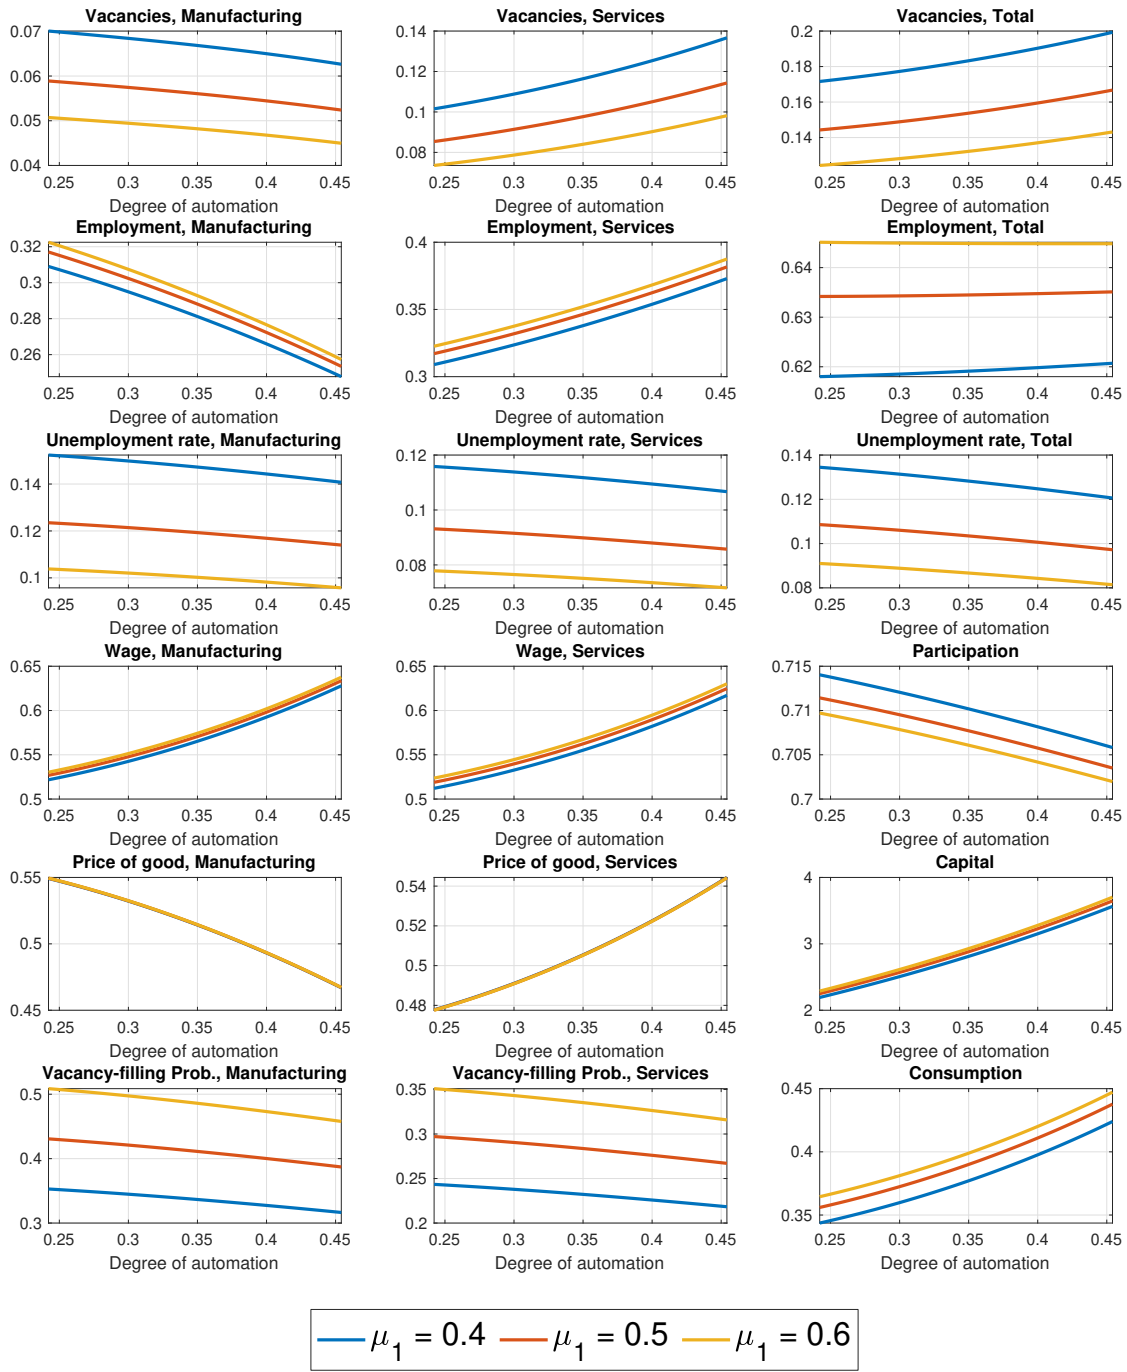 Vacancies, Manufacturing
Vacancies, Services
Vacancies, Total
0.07
0.06
0.05
0.04
0.25 0.3 0.35 0.4 0.45
Degree of automation
0.14
0.12
0.1
0.08
0.25 0.3 0.35 0.4 0.45
Degree of automation
0.2
0.18
0.16
0.14
0.25 0.3 0.35 0.4 0.45
Degree of automation
Employment, Manufacturing
Employment, Services
Employment, Total
0.32
0.3
0.28
0.26
0.25 0.3 0.35 0.4 0.45
Degree of automation
0.4
0.35
0.3
0.25 0.3 0.35 0.4 0.45
Degree of automation
0.64
0.63
0.62
0.25 0.3 0.35 0.4 0.45
Degree of automation
Unemployment rate, Manufacturing
Unemployment rate, Services
Unemployment rate, Total
0.14
0.12
0.1
0.25 0.3 0.35 0.4 0.45
Degree of automation
0.12
0.1
0.08
0.25 0.3 0.35 0.4 0.45
Degree of automation
0.14
0.12
0.1
0.08
0.25 0.3 0.35 0.4 0.45
Degree of automation
Wage, Manufacturing
Wage, Services
Participation
0.65
0.6
0.55
0.5
0.25 0.3 0.35 0.4 0.45
Degree of automation
0.65
0.6
0.55
0.5
0.25 0.3 0.35 0.4 0.45
Degree of automation
0.715
0.71
0.705
0.7
0.25 0.3 0.35 0.4 0.45
Degree of automation
Price of good, Manufacturing
Price of good, Services
Capital
0.55
0.5
0.45
0.25 0.3 0.35 0.4 0.45
Degree of automation
0.54
0.52
0.5
0.48
0.25 0.3 0.35 0.4 0.45
Degree of automation
4
3
2
0.25 0.3 0.35 0.4 0.45
Degree of automation
Vacancy-filling Prob., Manufacturing
Vacancy-filling Prob., Services
Consumption
0.5
0.4
0.3
0.25 0.3 0.35 0.4 0.45
Degree of automation
0.35
0.3
0.25
0.2
0.25 0.3 0.35 0.4 0.45
Degree of automation
0.45
0.4
0.35
0.25 0.3 0.35 0.4 0.45
Degree of automation
μ₁ = 0.4 μ₁ = 0.5 μ₁ = 0.6